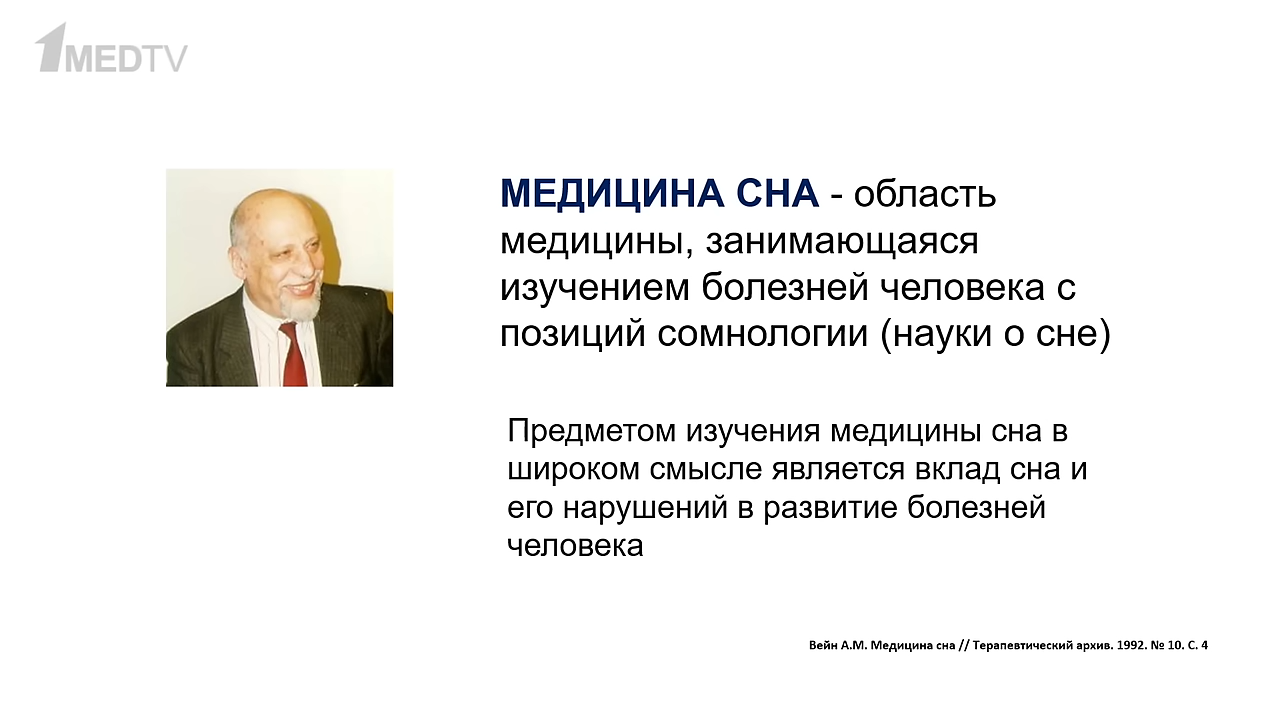 1MEDTV
МЕДИЦИНА СНА - область
медицины, занимающаяся
изучением болезней человека с
позиций сомнологии (науки о сне)
Предметом изучения медицины сна в
широком смысле является вклад сна и
его нарушений в развитие болезней
человека
Вейн А.М. Медицина сна // Терапевтический архив. 1992. № 10. С. 4